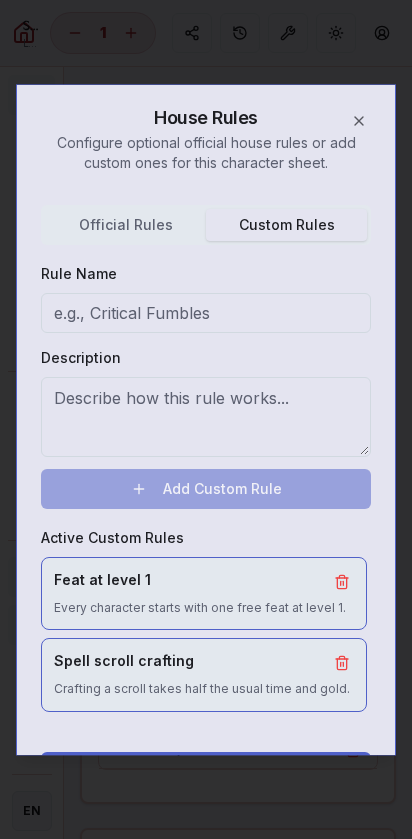 1
House Rules
Configure optional official house rules or add
custom ones for this character sheet.
Official Rules
Custom Rules
Rule Name
e.g., Critical Fumbles
Description
Describe how this rule works...
Add Custom Rule
Active Custom Rules
Feat at level 1
Every character starts with one free feat at level 1.
Spell scroll crafting
Crafting a scroll takes half the usual time and gold.
EN